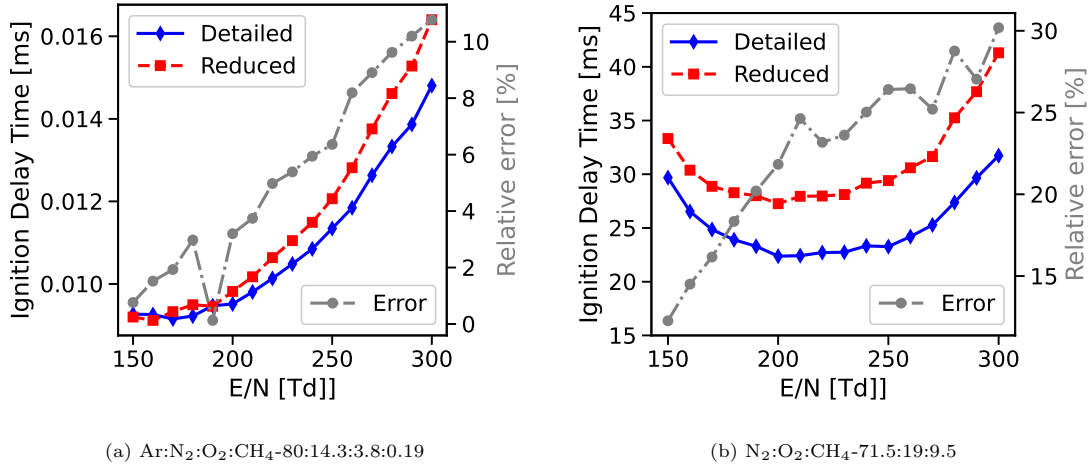 Ignition Delay Time [ms]
0.016
0.014
0.012
0.010
Detailed
Reduced
Error
10
8
6
4
2
0
Relative error [%]
150 200 250 300
E/N [Td]]
(a) Ar:N₂:O₂:CH₄-80:14.3:3.8:0.19
Ignition Delay Time [ms]
45
40
35
30
25
20
15
Detailed
Reduced
Error
30
25
20
15
Relative error [%]
150 200 250 300
E/N [Td]]
(b) N₂:O₂:CH₄-71.5:19:9.5